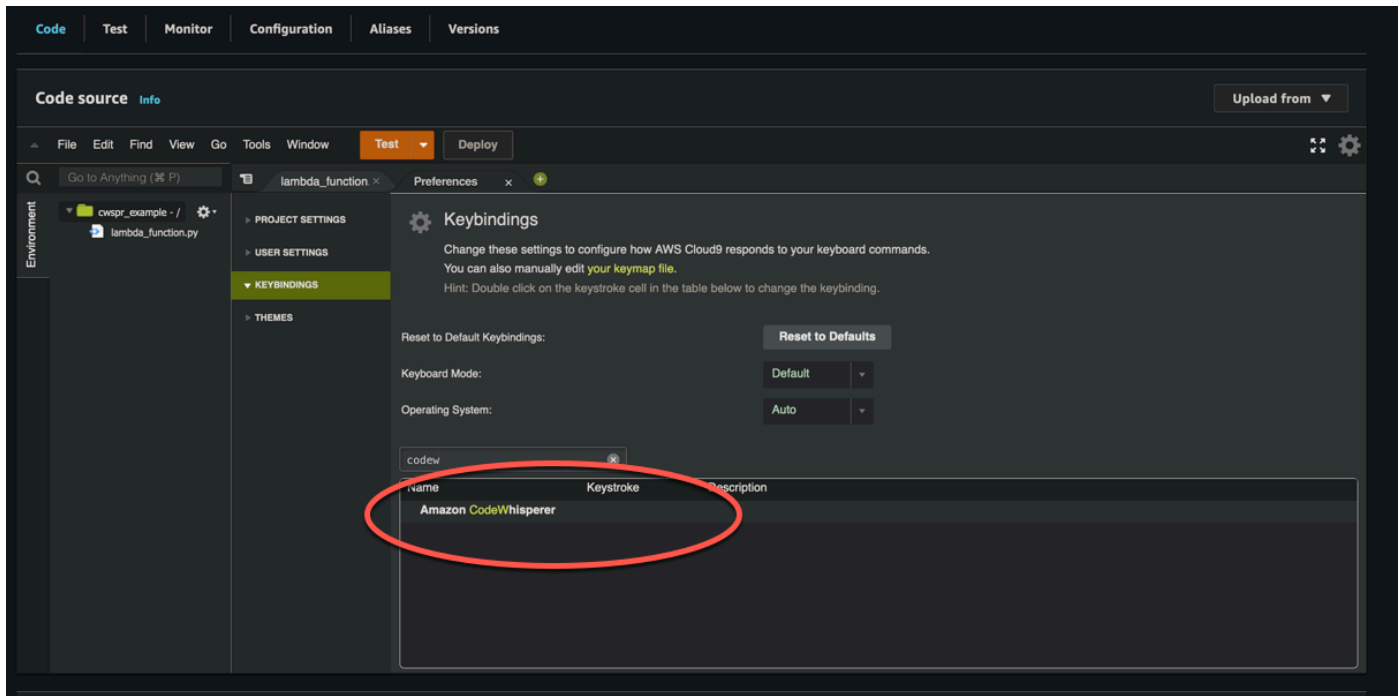 Code Test Monitor Configuration Aliases Versions
Code source Info
Upload from
File Edit Find View Go Tools Window Test Deploy
Go to Anything (⌘ P)
lambda_function
Preferences
Environment
cwspr_example - /
lambda_function.py
PROJECT SETTINGS
USER SETTINGS
KEYBINDINGS
THEMES
Keybindings
Change these settings to configure how AWS Cloud9 responds to your keyboard commands.
You can also manually edit your keymap file.
Hint: Double click on the keystroke cell in the table below to change the keybinding.
Reset to Default Keybindings: Reset to Defaults
Keyboard Mode: Default
Operating System: Auto
codew
Name Keystroke Description
Amazon CodeWhisperer